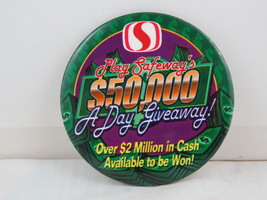 Play Safeway's
$50,000
A Day Giveaway!
Over $2 Million in Cash
Available to be Won!